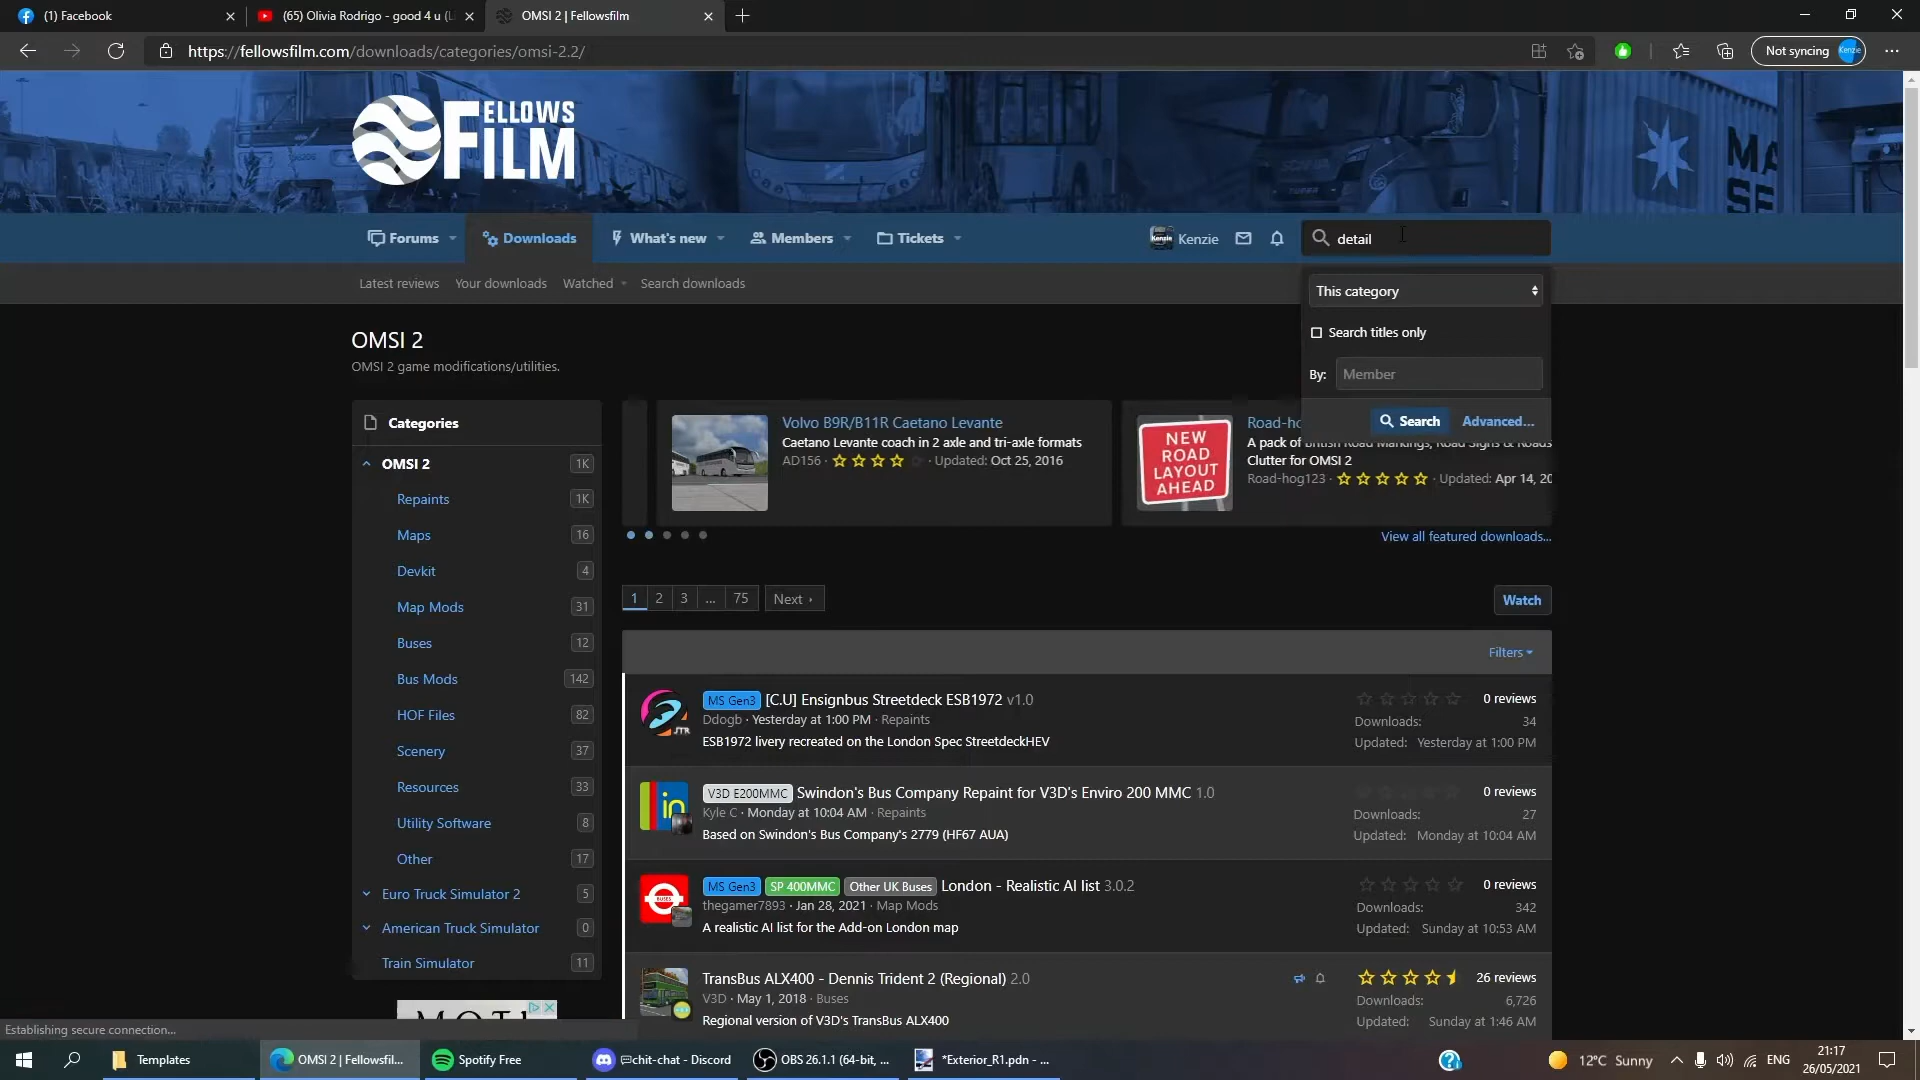 (1) Facebook
(65) Olivia Rodrigo - good 4 u (L
OMSI 2 | Fellowsfilm
https://fellowsfilm.com/downloads/categories/omsi-2.2/
Not syncing
Kenzie
FELLOWS
FILM
MA
SE
Forums
Downloads
What's new
Members
Tickets
Kenzie
Kenzie
detail
Latest reviews
Your downloads
Watched
Search downloads
This category
Search titles only
By:
Member
Search
Advanced...
OMSI 2
OMSI 2 game modifications/utilities.
Categories
OMSI 2
1K
Repaints
1K
Maps
16
Devkit
4
Map Mods
31
Buses
12
Bus Mods
142
HOF Files
82
Scenery
37
Resources
33
Utility Software
8
Other
17
Euro Truck Simulator 2
5
American Truck Simulator
0
Train Simulator
11
Volvo B9R/B11R Caetano Levante
Caetano Levante coach in 2 axle and tri-axle formats
AD156 · Updated: Oct 25, 2016
NEW
ROAD
LAYOUT
AHEAD
Road-ho
A pack of British Road Markings, Road Signs & Roads
Clutter for OMSI 2
Road-hog123 · Updated: Apr 14, 20
View all featured downloads...
1 2 3 ... 75 Next
Watch
Filters
MS Gen3 [C.U] Ensignbus Streetdeck ESB1972 v1.0
Ddogb · Yesterday at 1:00 PM · Repaints
ESB1972 livery recreated on the London Spec StreetdeckHEV
0 reviews
Downloads: 34
Updated: Yesterday at 1:00 PM
V3D E200MMC Swindon's Bus Company Repaint for V3D's Enviro 200 MMC 1.0
Kyle C · Monday at 10:04 AM · Repaints
Based on Swindon's Bus Company's 2779 (HF67 AUA)
0 reviews
Downloads: 27
Updated: Monday at 10:04 AM
MS Gen3 SP 400MMC Other UK Buses London - Realistic AI list 3.0.2
thegamer7893 · Jan 28, 2021 · Map Mods
A realistic AI list for the Add-on London map
0 reviews
Downloads: 342
Updated: Sunday at 10:53 AM
TransBus ALX400 - Dennis Trident 2 (Regional) 2.0
V3D · May 1, 2018 · Buses
Regional version of V3D's TransBus ALX400
26 reviews
Downloads: 6,726
Updated: Sunday at 1:46 AM
Establishing secure connection...
Templates
OMSI 2 | Fellowsfil...
Spotify Free
chit-chat - Discord
OBS 26.1.1 (64-bit, ...
*Exterior_R1.pdn - ...
12°C Sunny
ENG
21:17
26/05/2021